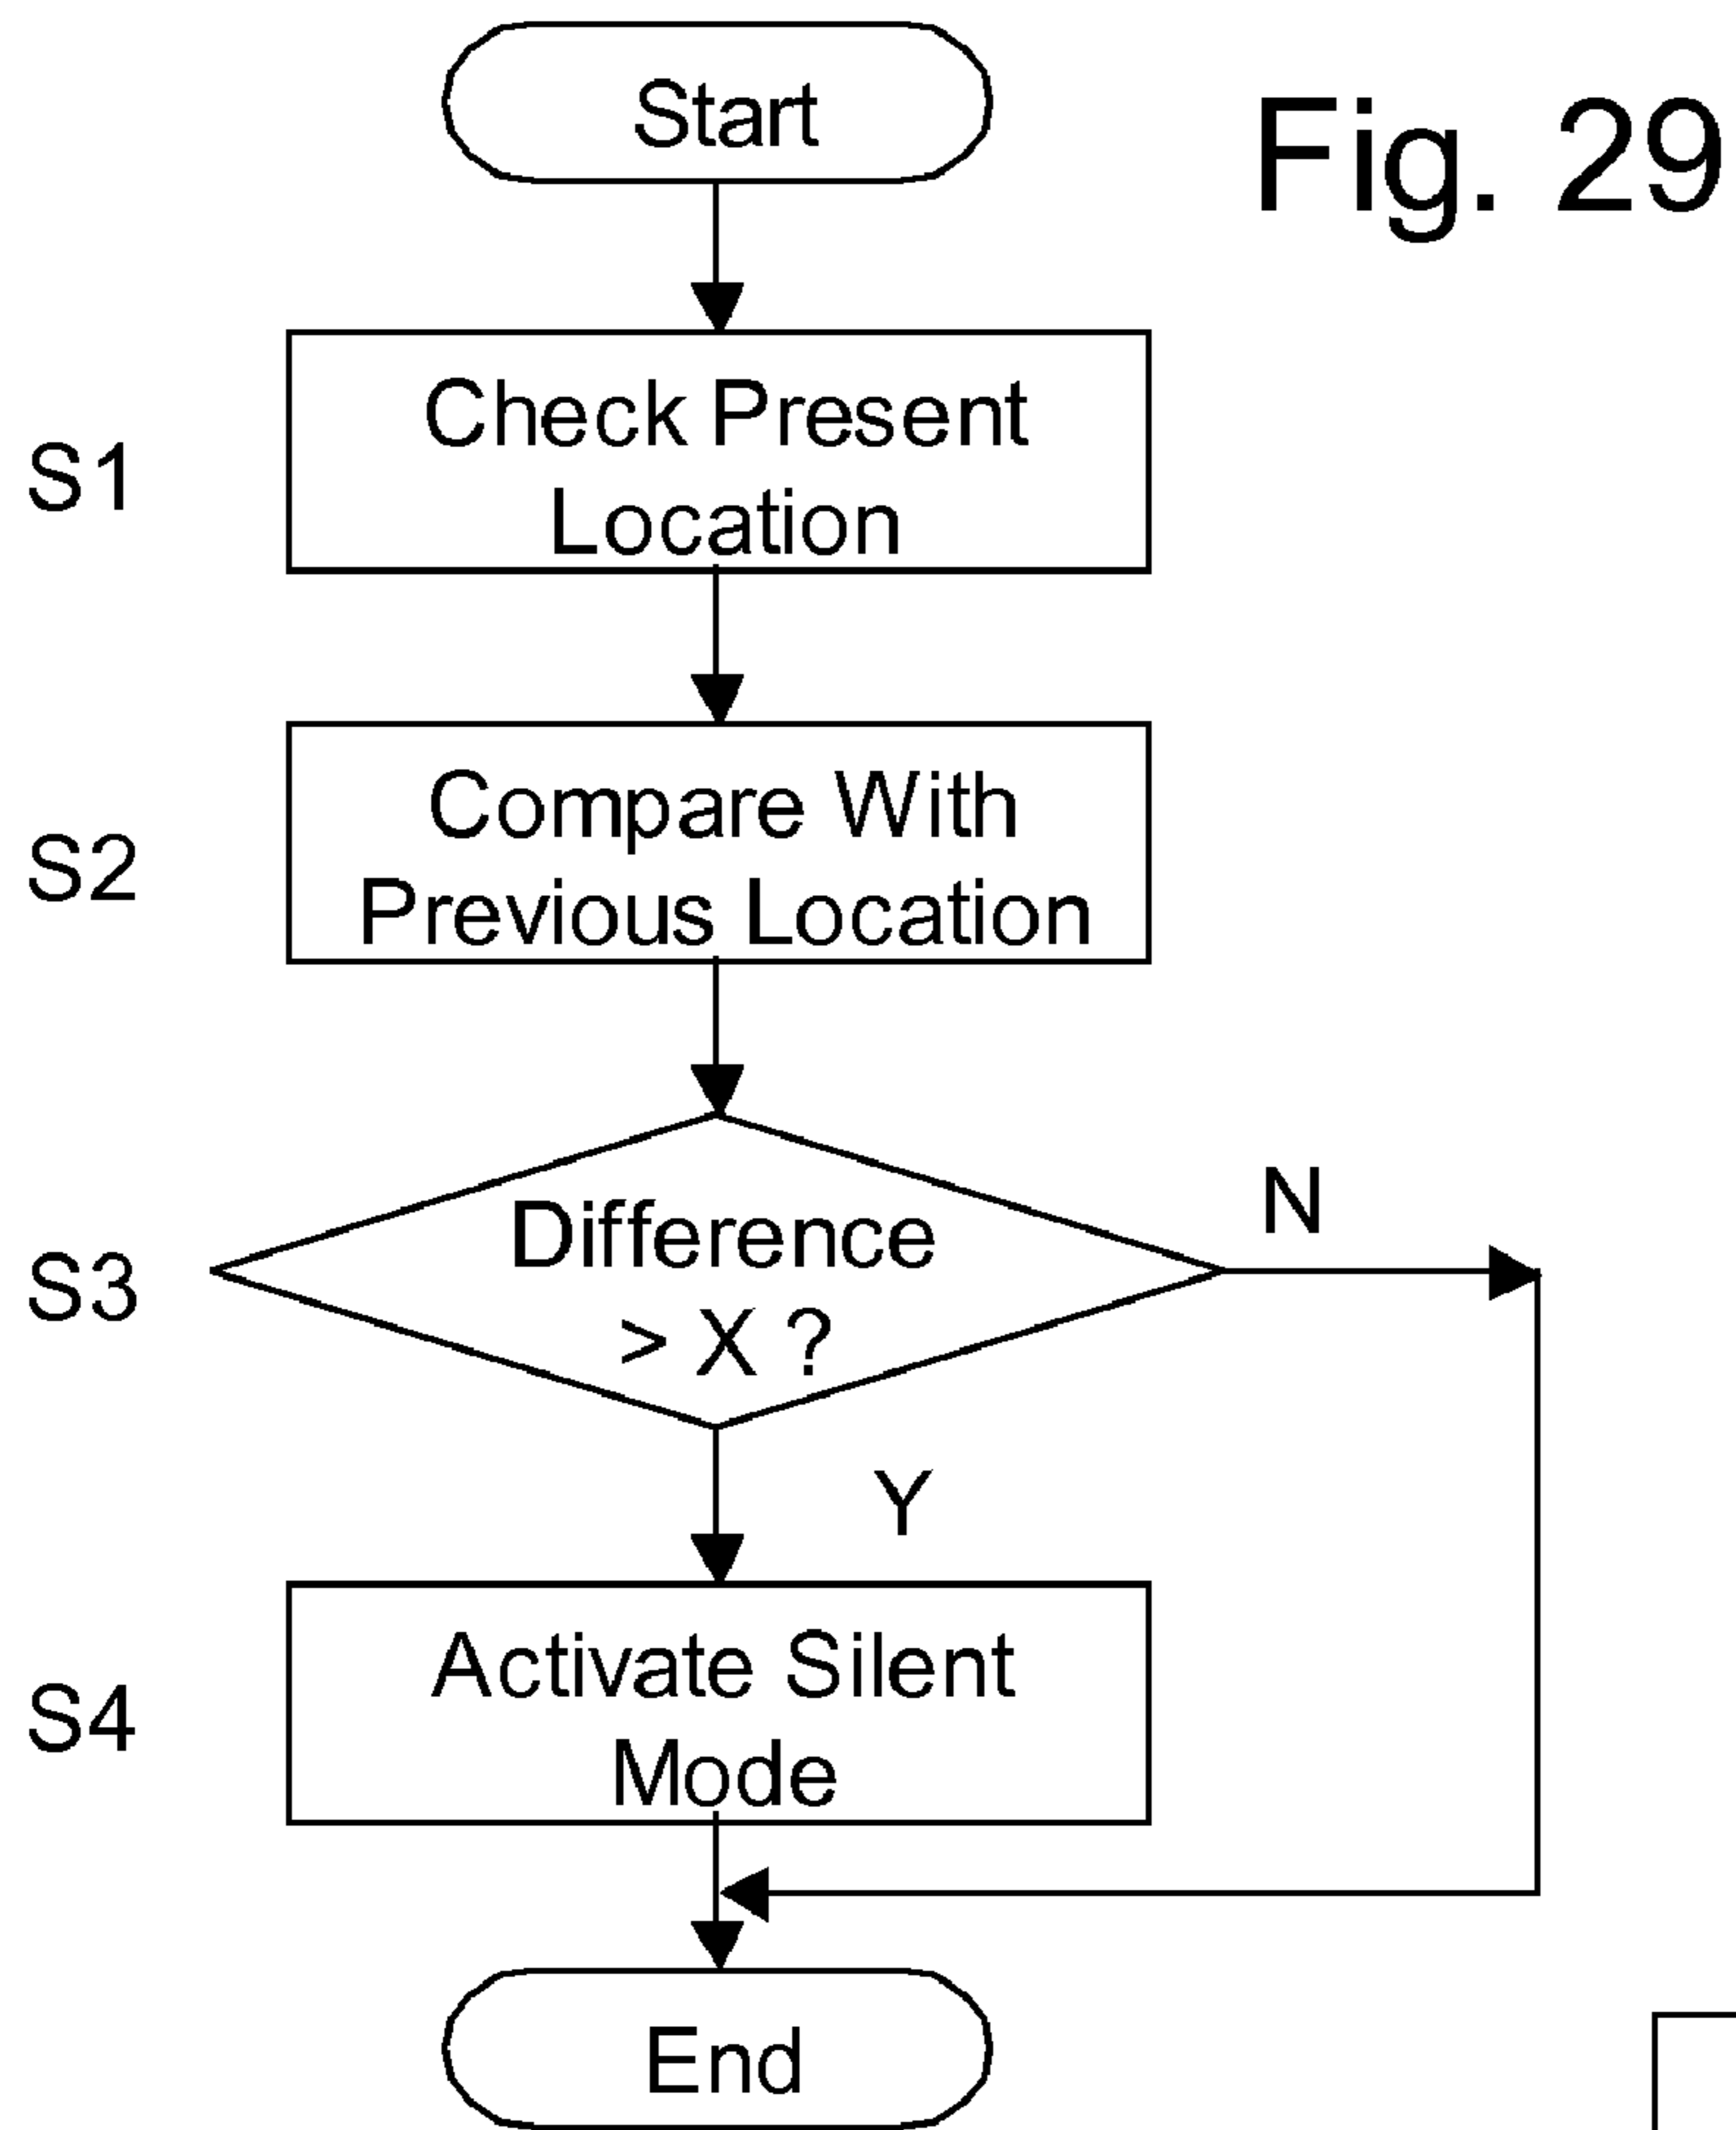 Start
Fig. 29
S1
Check Present
Location
S2
Compare With
Previous Location
S3
Difference
> X ?
N
Y
S4
Activate Silent
Mode
End